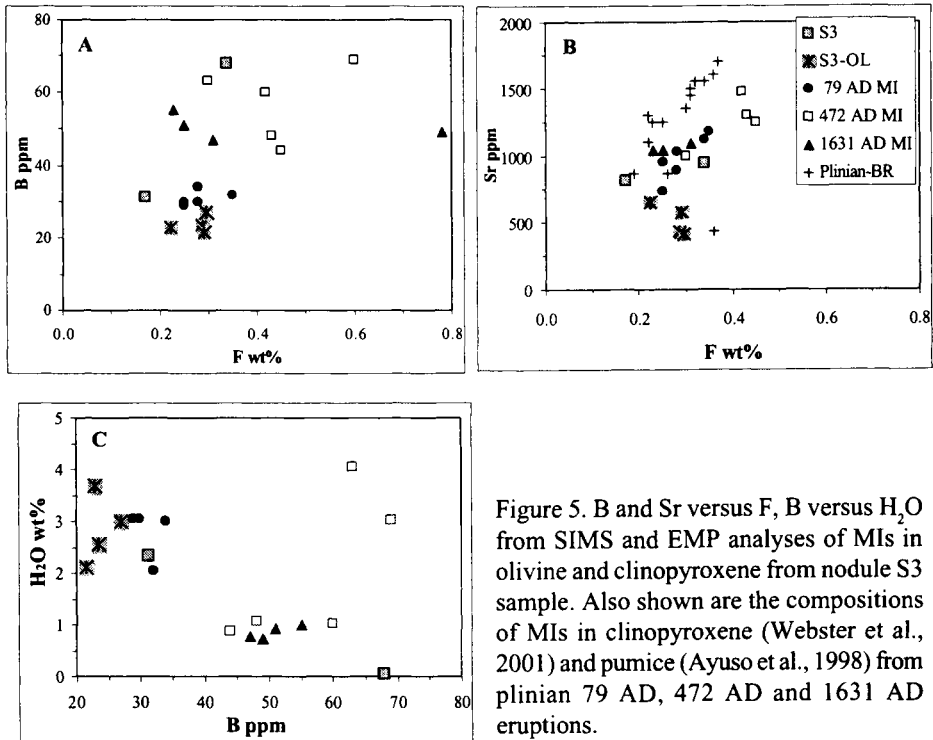 A
B ppm
80
60
40
20
0
0.0 0.2 0.4 0.6 0.8
F wt%
B
Sr ppm
2000
1500
1000
500
0
0.0 0.2 0.4 0.6 0.8
F wt%
S3
S3-OL
79 AD MI
472 AD MI
1631 AD MI
Plinian-BR
C
H₂O wt%
5
4
3
2
1
0
20 30 40 50 60 70 80
B ppm
Figure 5. B and Sr versus F, B versus H₂O
from SIMS and EMP analyses of MIs in
olivine and clinopyroxene from nodule S3
sample. Also shown are the compositions
of MIs in clinopyroxene (Webster et al.,
2001) and pumice (Ayuso et al., 1998) from
plinian 79 AD, 472 AD and 1631 AD
eruptions.